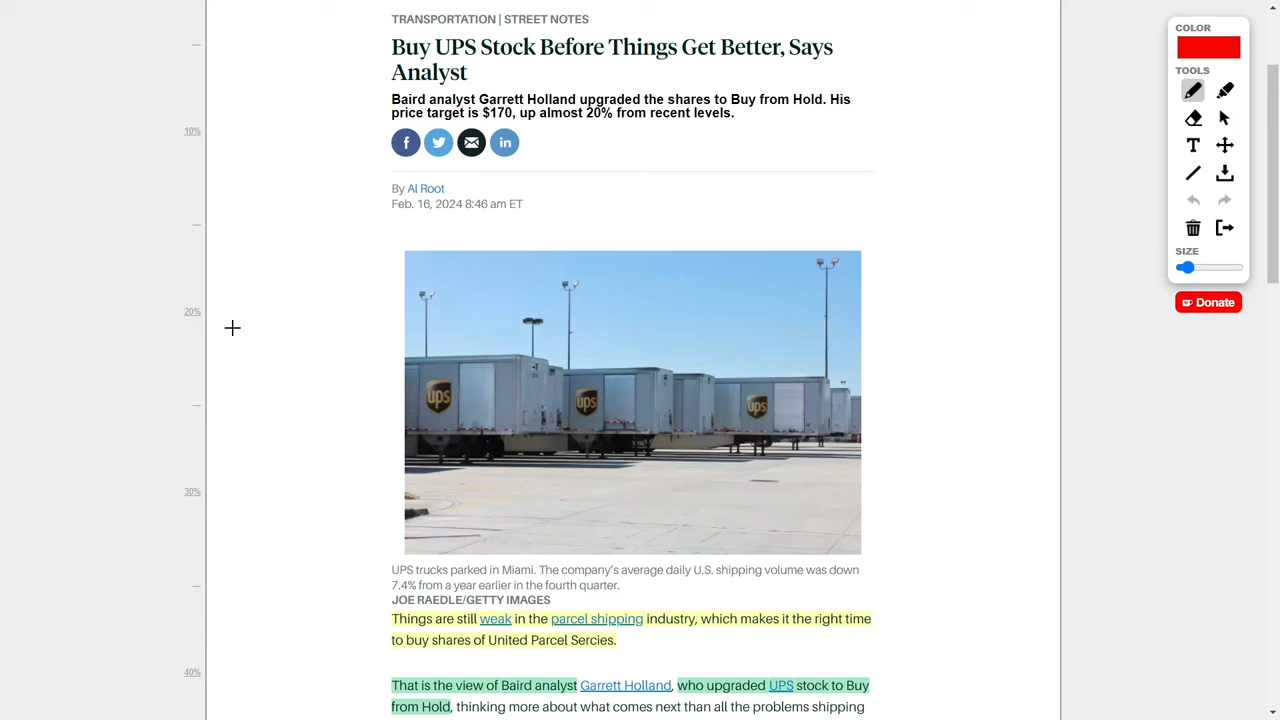 TRANSPORTATION | STREET NOTES
Buy UPS Stock Before Things Get Better, Says
Analyst
Baird analyst Garrett Holland upgraded the shares to Buy from Hold. His
price target is $170, up almost 20% from recent levels.
By Al Root
Feb. 16, 2024 8:46 am ET
ups
ups
ups
UPS trucks parked in Miami. The company's average daily U.S. shipping volume was down
7.4% from a year earlier in the fourth quarter.
JOE RAEDLE/GETTY IMAGES
Things are still weak in the parcel shipping industry, which makes it the right time
to buy shares of United Parcel Sercies.
That is the view of Baird analyst Garrett Holland, who upgraded UPS stock to Buy
from Hold, thinking more about what comes next than all the problems shipping
10%
20%
30%
40%
COLOR
TOOLS
T
SIZE
Donate